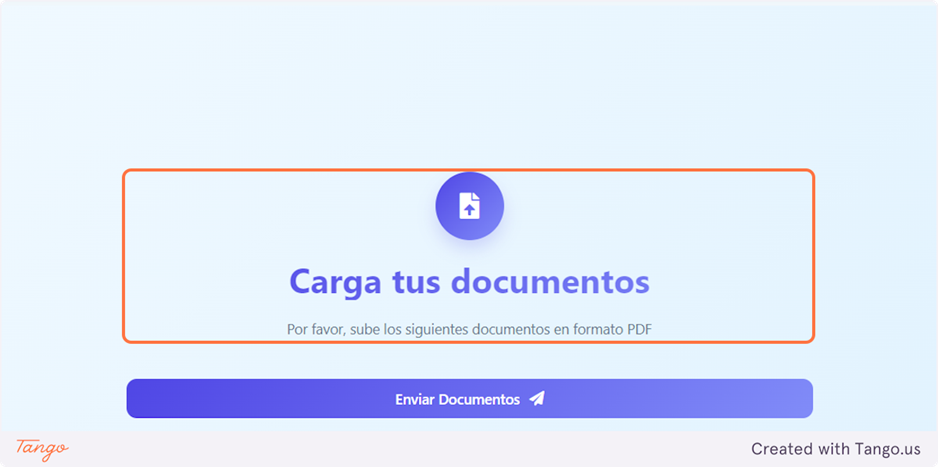 Carga tus documentos
Por favor, sube los siguientes documentos en formato PDF
Enviar Documentos
Tango
Created with Tango.us